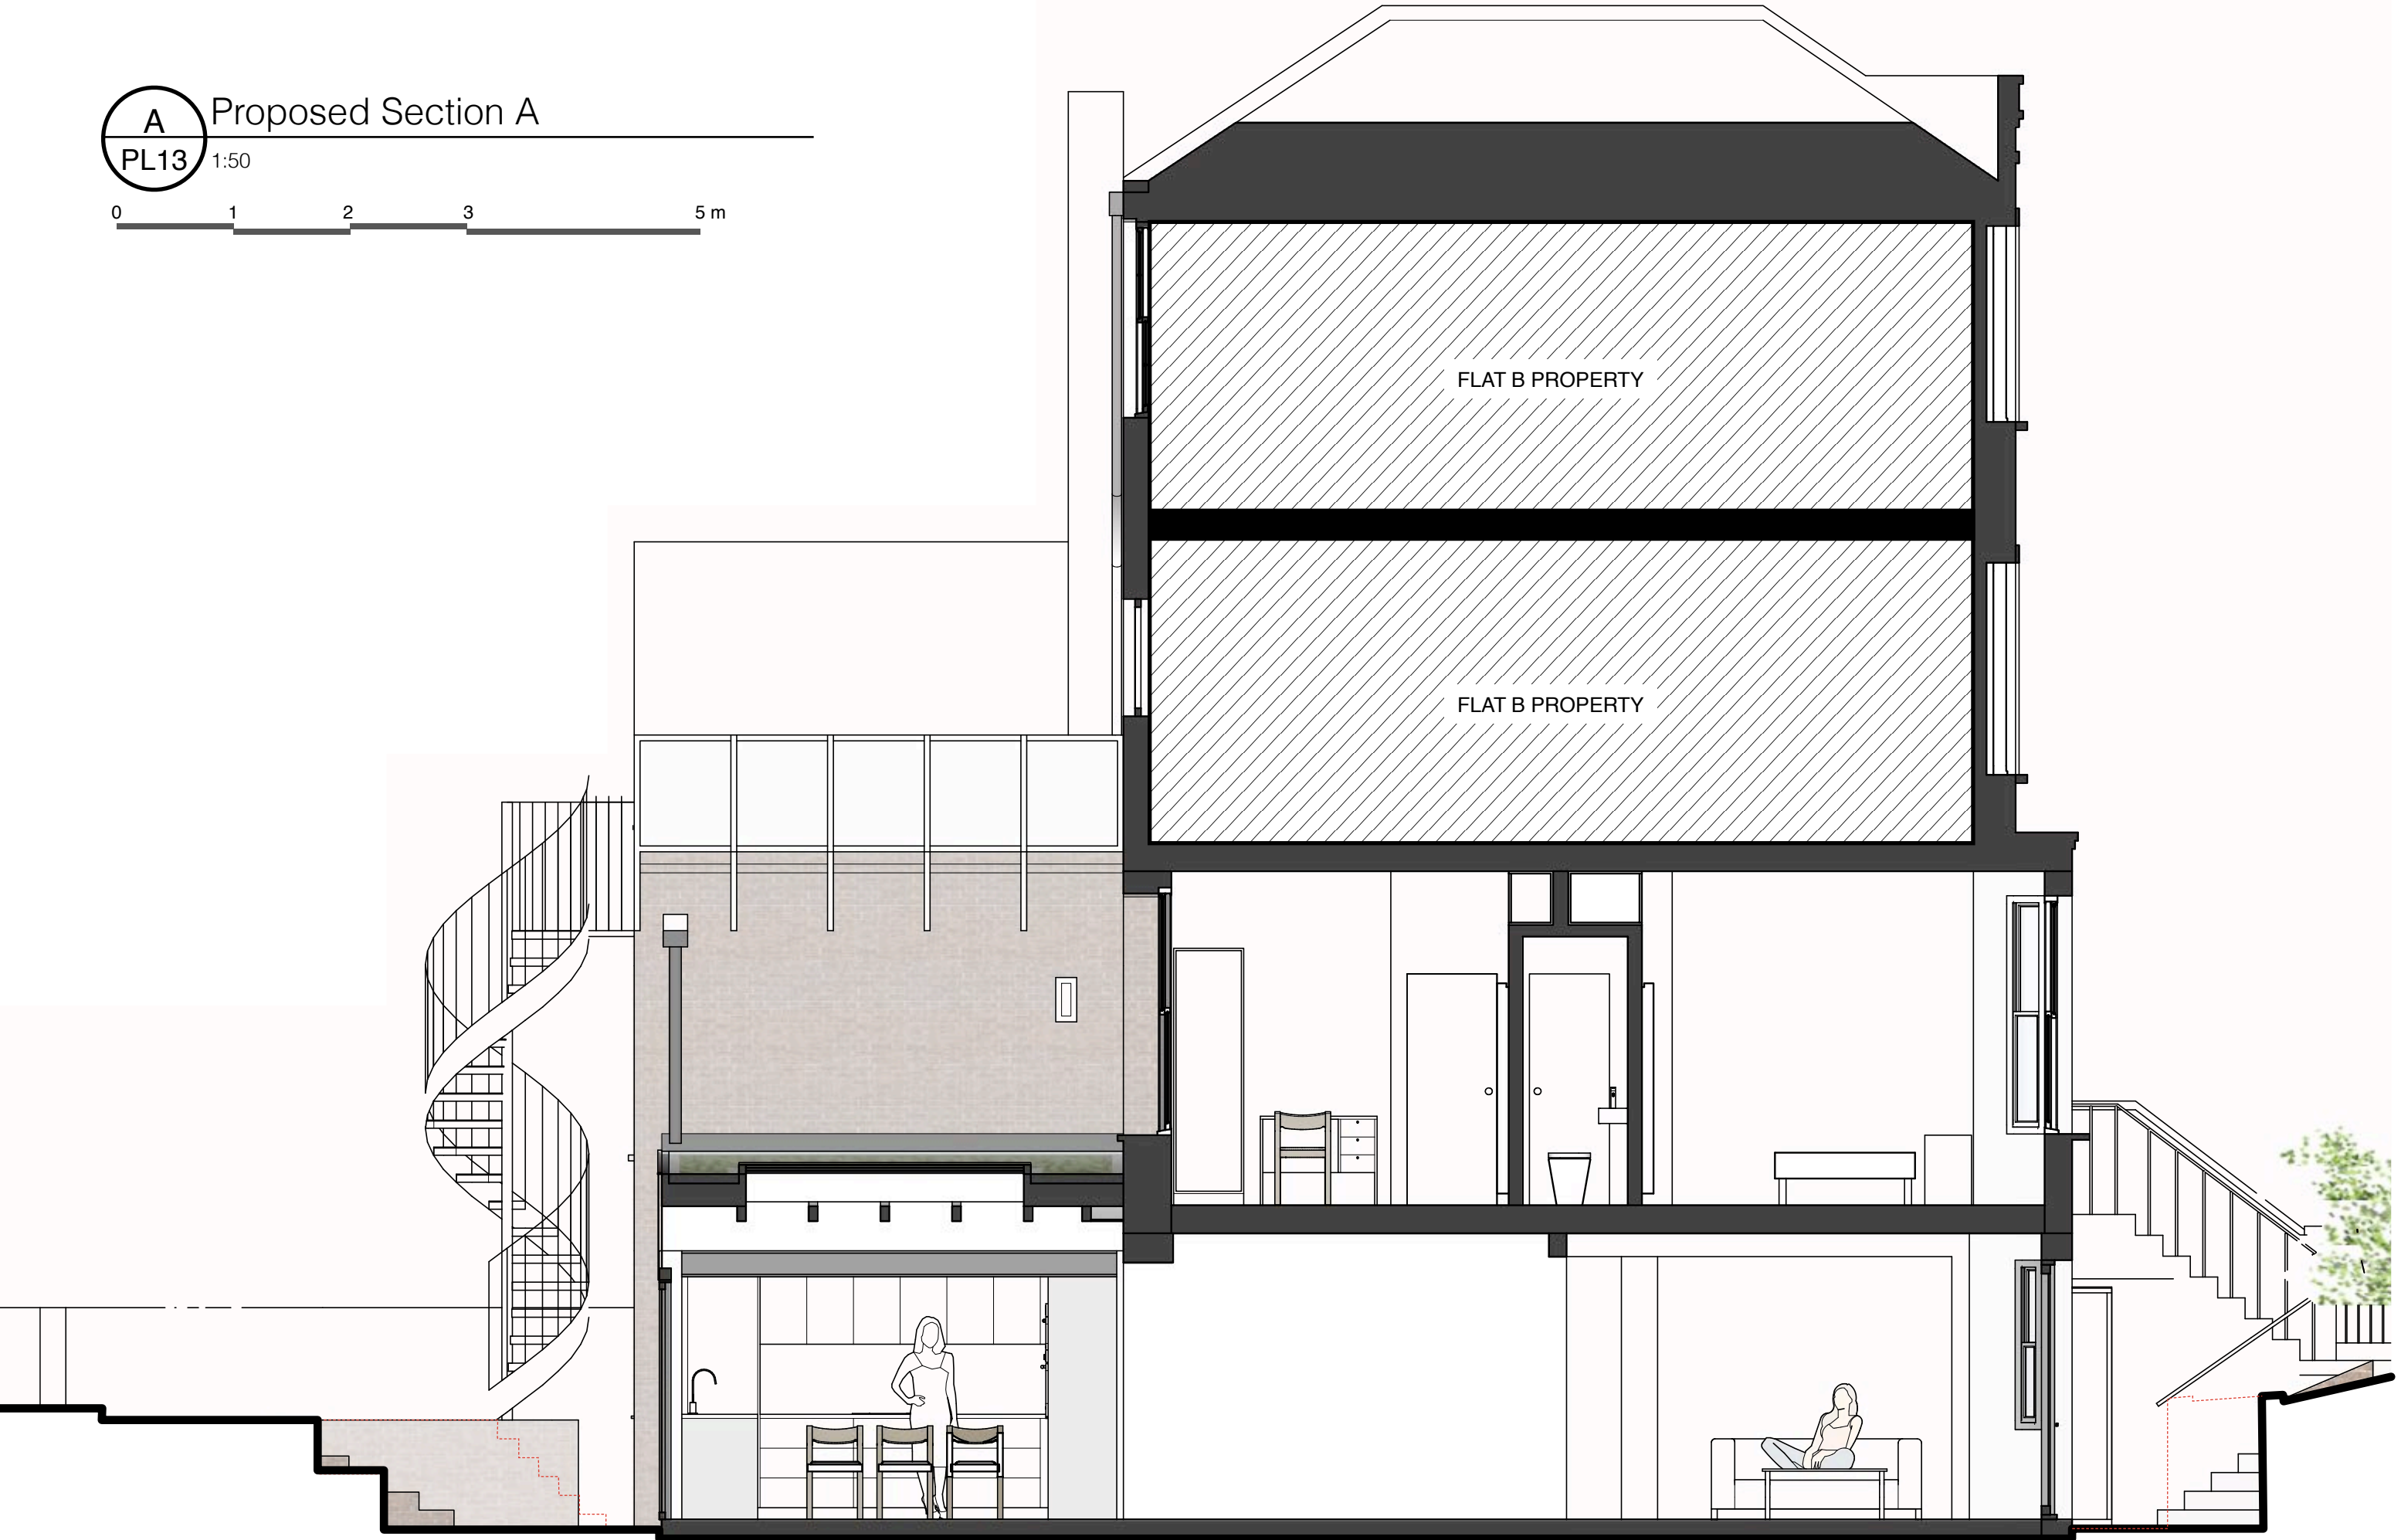 A
Proposed Section A
PL13
1:50
0 1 2 3 5 m
FLAT B PROPERTY
FLAT B PROPERTY